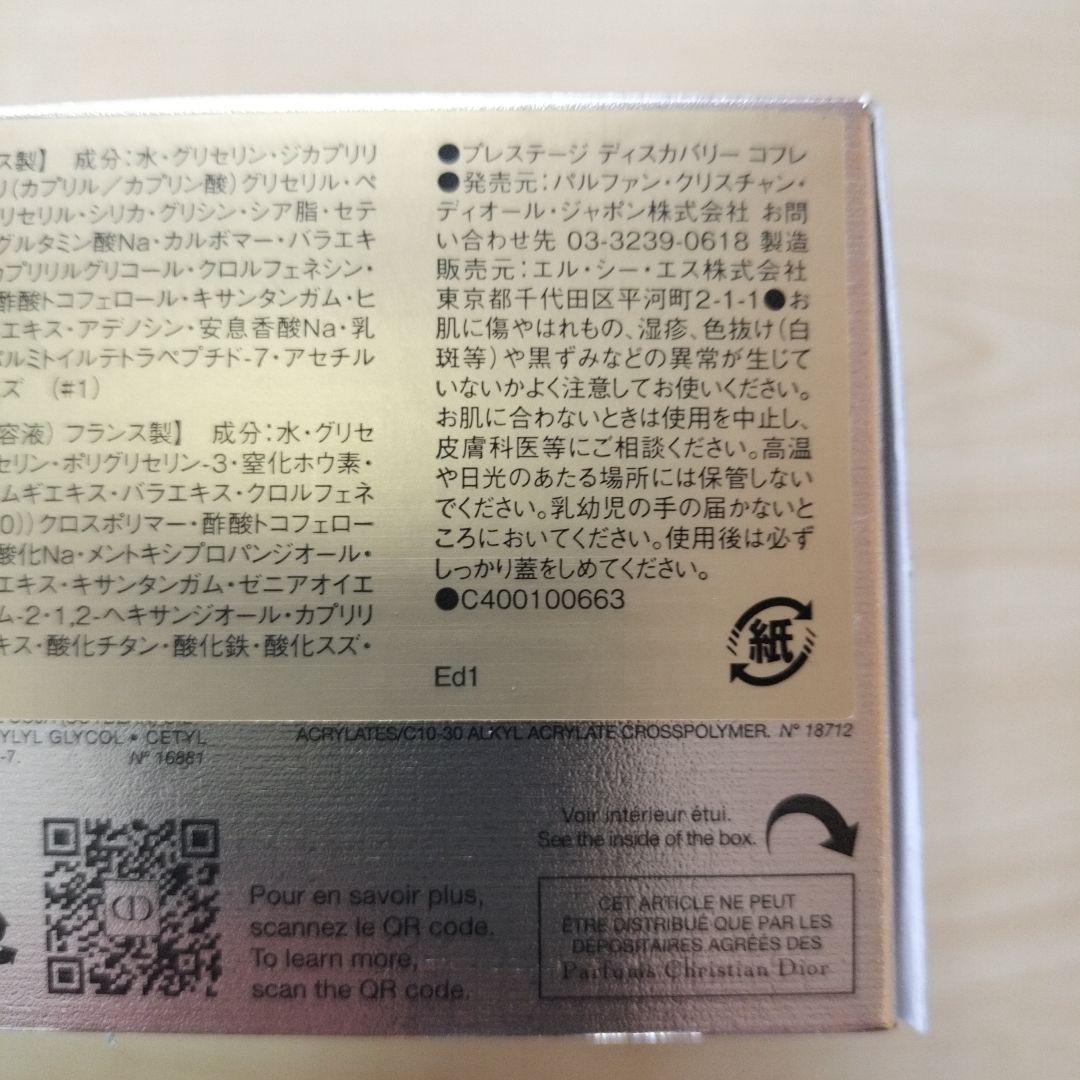 ス製】 成分：水・グリセリン・ジカプリリ
リ(カプリル／カプリン酸)グリセリル・ペ
リセリル・シリカ・グリシン・シア脂・セテ
グルタミン酸Na・カルボマー・バラエキ
カプリリルグリコール・クロルフェネシン・
酢酸トコフェロール・キサンタンガム・ヒ
エキス・アデノシン・安息香酸Na・乳
パルミトイルテトラペプチド-7・アセチル
ズ （#1）
容液）フランス製】 成分：水・グリセ
セリン・ポリグリセリン-3・窒化ホウ素・
ムギエキス・バラエキス・クロルフェネ
0))クロスポリマー・酢酸トコフェロー
酸化Na・メントキシプロパンジオール・
エキス・キサンタンガム・ゼニアオイエ
ム-2・1,2-ヘキサンジオール・カプリリ
キス・酸化チタン・酸化鉄・酸化スズ・
●プレステージ ディスカバリー コフレ
●発売元：パルファン・クリスチャン・
ディオール・ジャポン株式会社 お問
い合わせ先 03-3239-0618 製造
販売元：エル・シー・エス株式会社
東京都千代田区平河町2-1-1●お
肌に傷やはれもの、湿疹、色抜け（白
斑等）や黒ずみなどの異常が生じて
いないかよく注意してお使いください。
お肌に合わないときは使用を中止し、
皮膚科医等にご相談ください。高温
や日光のあたる場所には保管しない
でください。乳幼児の手の届かないと
ころにおいてください。使用後は必ず
しっかり蓋をしめてください。
●C400100663
紙
Ed1
YLYL GLYCOL • CETYL
-7. N° 16881
ACRYLATES/C10-30 ALKYL ACRYLATE CROSSPOLYMER. N° 18712
Voir intérieur étui.
See the inside of the box.
Pour en savoir plus,
scannez le QR code.
To learn more,
scan the QR code.
CET ARTICLE NE PEUT
ÊTRE DISTRIBUÉ QUE PAR LES
DÉPOSITAIRES AGRÉÉS DES
Parfums Christian Dior